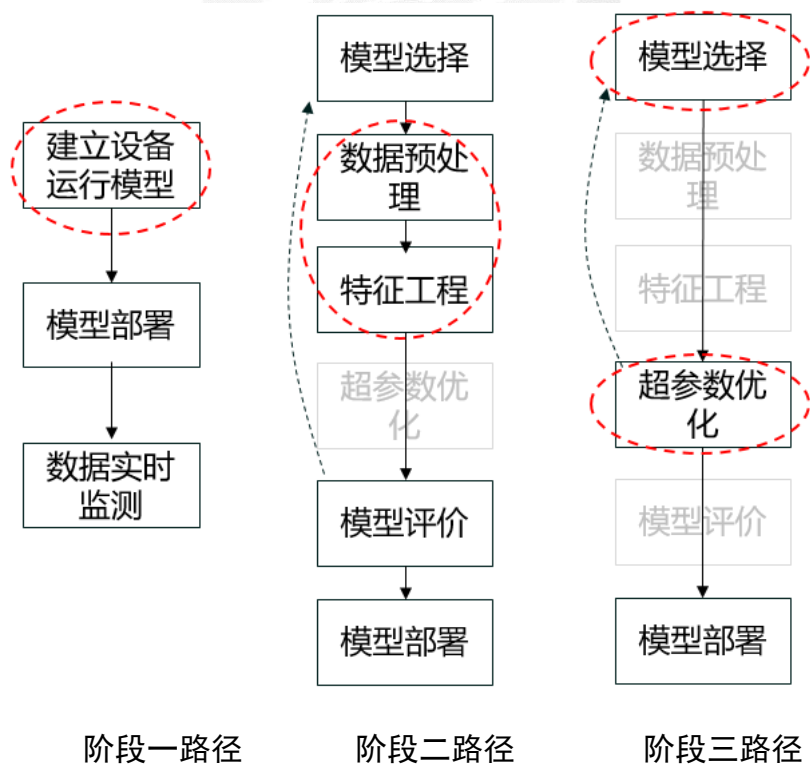 建立设备
运行模型
模型部署
数据实时
监测
阶段一路径
模型选择
数据预处
理
特征工程
超参数优
化
模型评价
模型部署
阶段二路径
模型选择
数据预处
理
特征工程
超参数优
化
模型评价
模型部署
阶段三路径